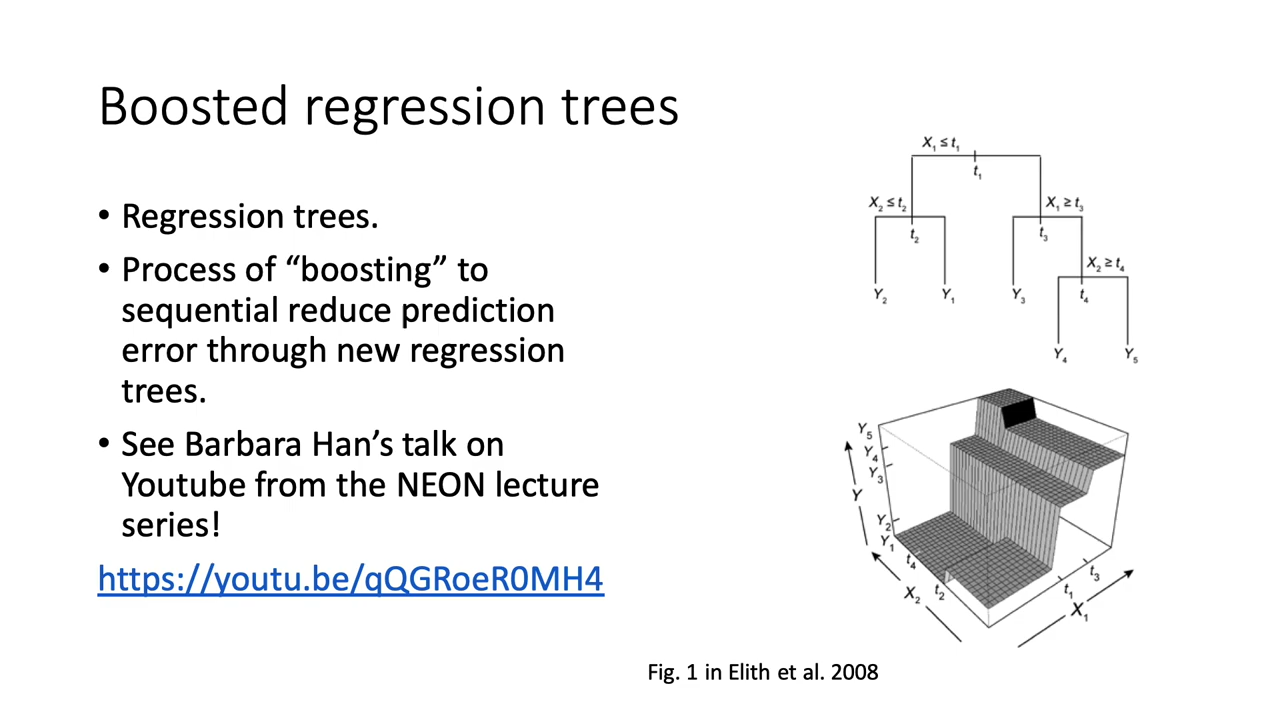 Boosted regression trees
• Regression trees.
• Process of “boosting” to
sequential reduce prediction
error through new regression
trees.
• See Barbara Han’s talk on
Youtube from the NEON lecture
series!
https://youtu.be/qQGRoeR0MH4
X₁ ≤ t₁
t₁
X₂ ≤ t₂
X₁ ≥ t₃
t₂
t₃
X₂ ≥ t₄
Y₂
Y₁
Y₃
t₄
Y₄
Y₅
Y₅
Y₄
Y₃
Y
Y₂
Y₁
t₄
t₂
X₂
t₃
t₁
X₁
Fig. 1 in Elith et al. 2008